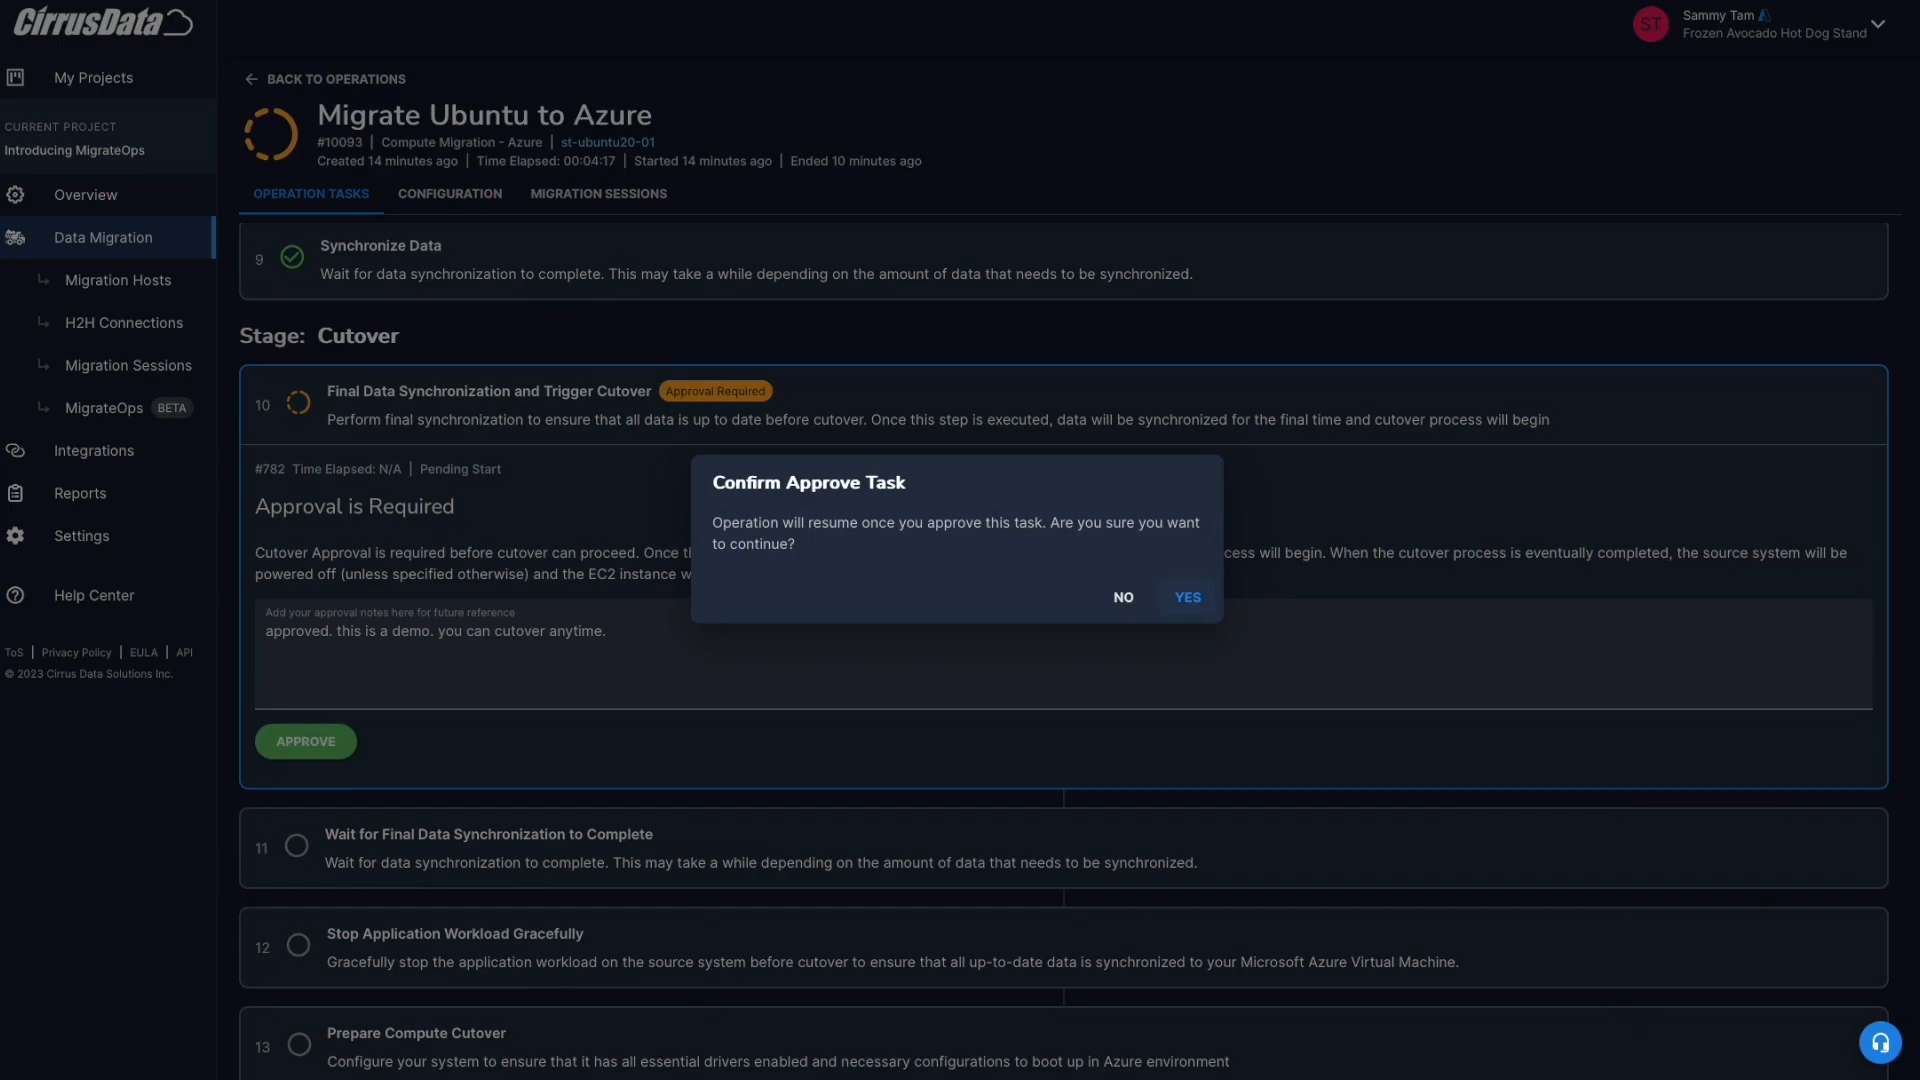 CirrusData
ST
Sammy Tam
Frozen Avocado Hot Dog Stand
My Projects
CURRENT PROJECT
Introducing MigrateOps
Overview
Data Migration
Migration Hosts
H2H Connections
Migration Sessions
MigrateOps BETA
Integrations
Reports
Settings
Help Center
ToS | Privacy Policy | EULA | API
© 2023 Cirrus Data Solutions Inc.
BACK TO OPERATIONS
Migrate Ubuntu to Azure
#10093 | Compute Migration - Azure | st-ubuntu20-01
Created 14 minutes ago | Time Elapsed: 00:04:17 | Started 14 minutes ago | Ended 10 minutes ago
OPERATION TASKS CONFIGURATION MIGRATION SESSIONS
9 Synchronize Data
Wait for data synchronization to complete. This may take a while depending on the amount of data that needs to be synchronized.
Stage: Cutover
10 Final Data Synchronization and Trigger Cutover Approval Required
Perform final synchronization to ensure that all data is up to date before cutover. Once this step is executed, data will be synchronized for the final time and cutover process will begin
#782 Time Elapsed: N/A | Pending Start
Approval is Required
Cutover Approval is required before cutover can proceed. Once
will begin. When the cutover process is eventually completed, the source system will be
powered off (unless specified otherwise) and the EC2 instance
Add your approval notes here for future reference
approved. this is a demo. you can cutover anytime.
APPROVE
Confirm Approve Task
Operation will resume once you approve this task. Are you sure you want
to continue?
NO YES
11 Wait for Final Data Synchronization to Complete
Wait for data synchronization to complete. This may take a while depending on the amount of data that needs to be synchronized.
12 Stop Application Workload Gracefully
Gracefully stop the application workload on the source system before cutover to ensure that all up-to-date data is synchronized to your Microsoft Azure Virtual Machine.
13 Prepare Compute Cutover
Configure your system to ensure that it has all essential drivers enabled and necessary configurations to boot up in Azure environment